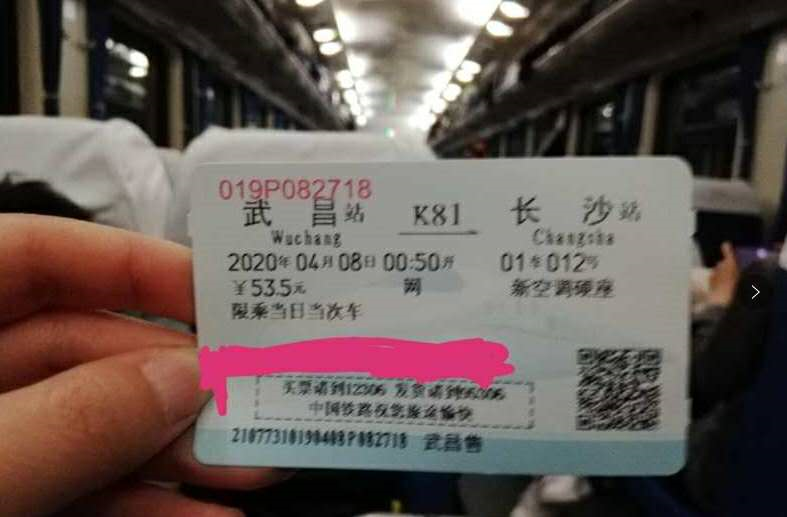 019P082718
武昌站 K81 长沙站
Wuchang Changsha
2020年04月08日00:50开 01车012号
￥53.5元 网 新空调硬座
限乘当日当次车
买票请到12306 发货请到95306
中国铁路祝您旅途愉快
21077310190408P082718 武昌售